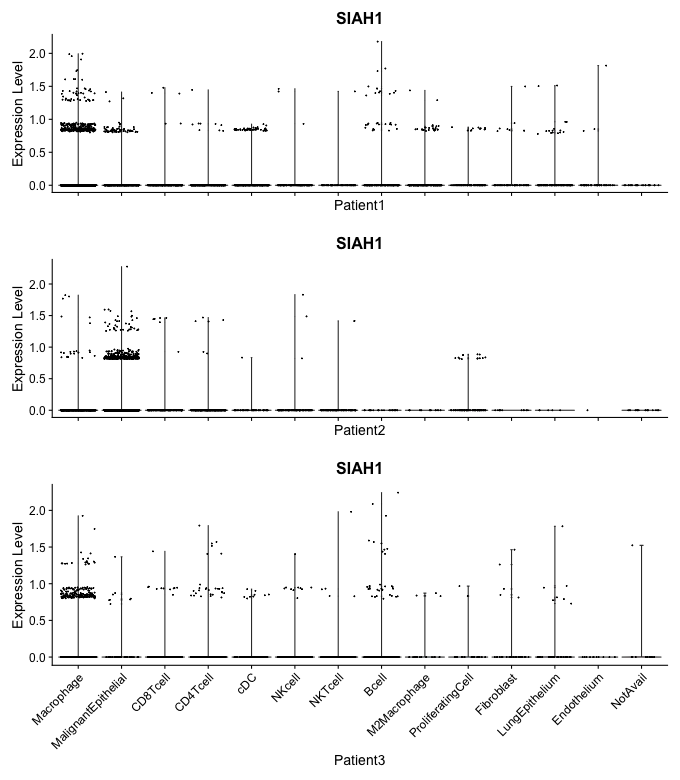 SIAH1
Expression Level
2.0
1.5
1.0
0.5
0.0
Patient1
SIAH1
Expression Level
2.0
1.5
1.0
0.5
0.0
Patient2
SIAH1
Expression Level
2.0
1.5
1.0
0.5
0.0
Macrophage
MalignantEpithelial
CD8Tcell
CD4Tcell
cDC
NKcell
NKTcell
Bcell
M2Macrophage
ProliferatingCell
Fibroblast
LungEpithelium
Endothelium
NotAvail
Patient3